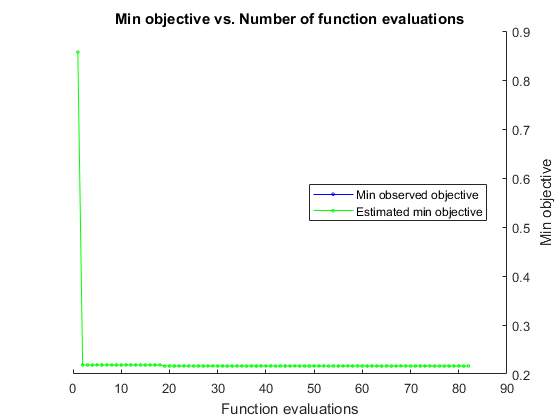 Min objective vs. Number of function evaluations
0.9
0.8
0.7
0.6
0.5
0.4
0.3
0.2
Min objective
Min observed objective
Estimated min objective
0 10 20 30 40 50 60 70 80 90
Function evaluations